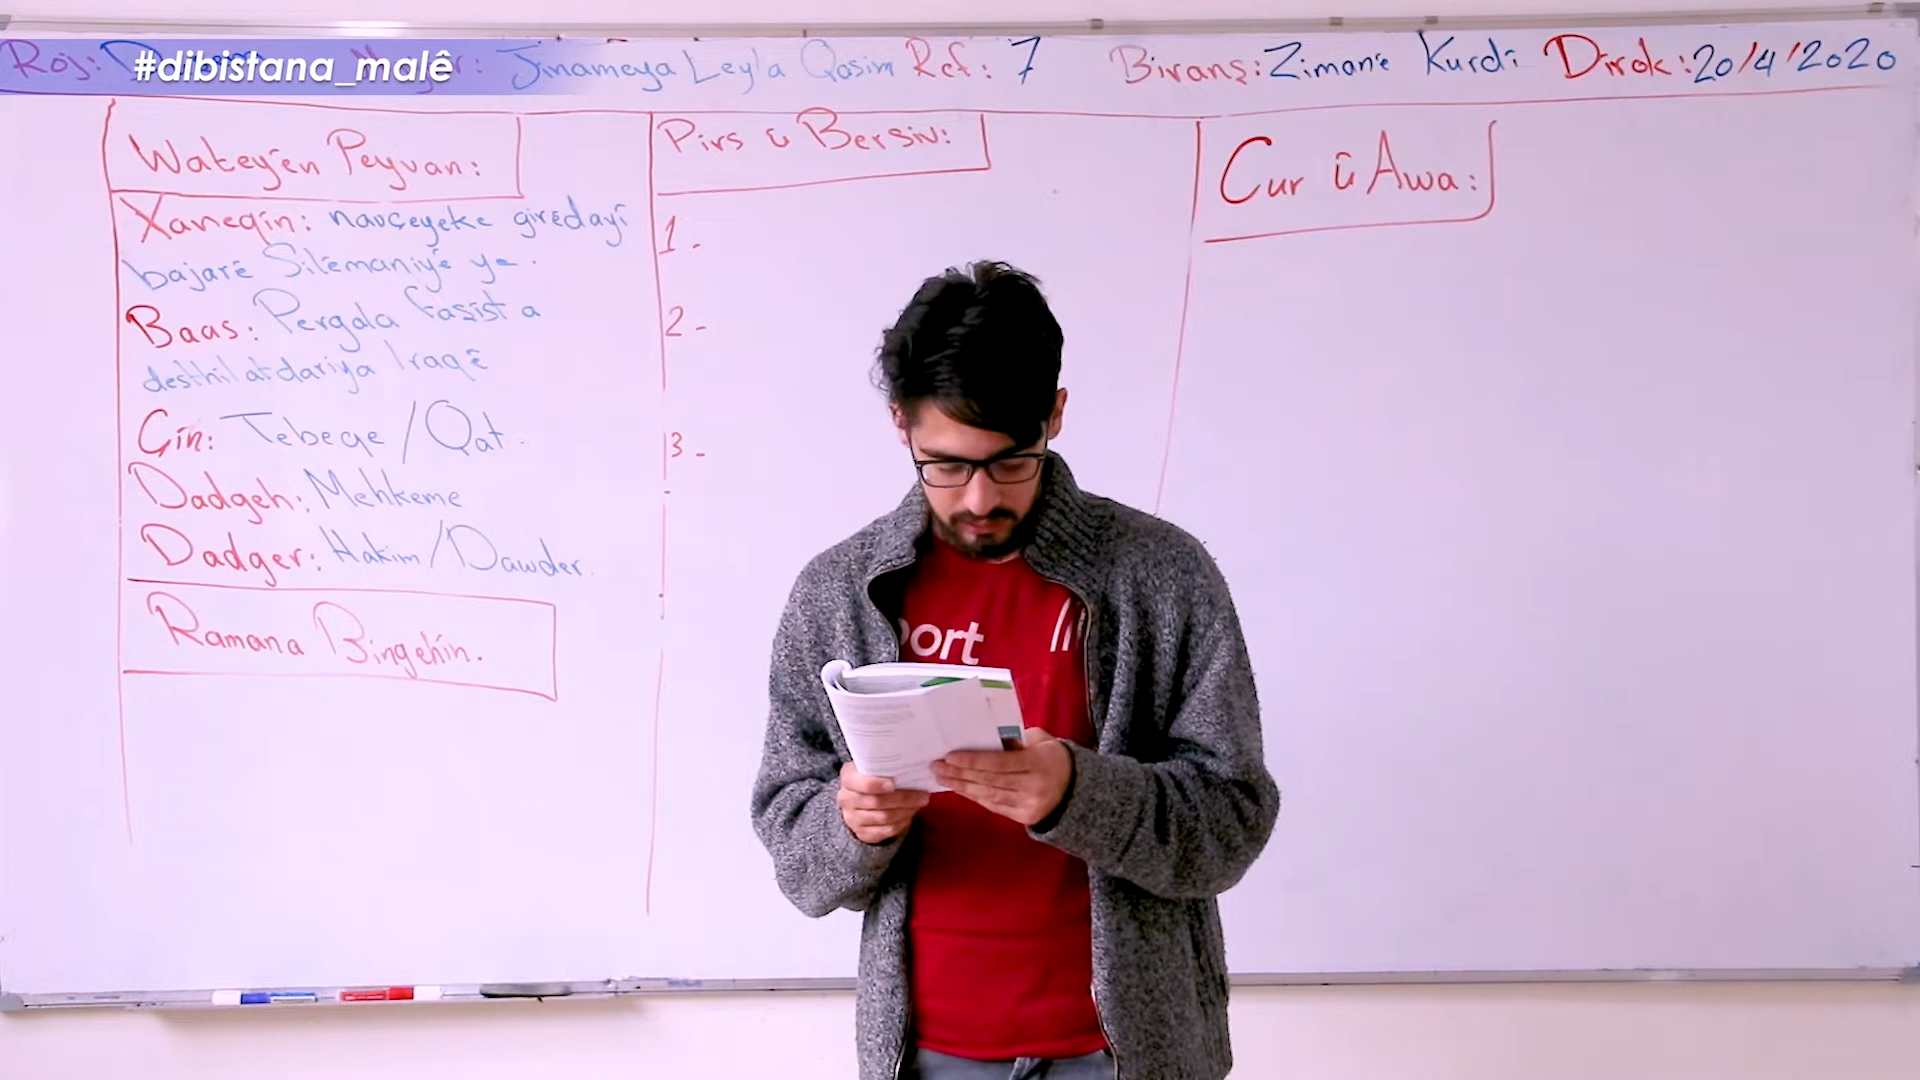 #dibistana_malê
Roj: Jînameya Leyla Qasim Ref: 7 Biranş: Zimanê Kurdî Dîrok: 20/4/2020
Wateyên Peyvan:
Xaneqîn: navçeyeke girêdayî
bajarê Silêmaniyê ye.
Baas: Pergala faşîst a
desthilatdariya Iraqê
Çîn: Tebeqe / Qat.
Dadgeh: Mehkeme
Dadger: Hakim / Dawder.
Ramana Bingehîn.
Pirs û Bersiv:
1-
2-
3-
Cur û Awa:
port